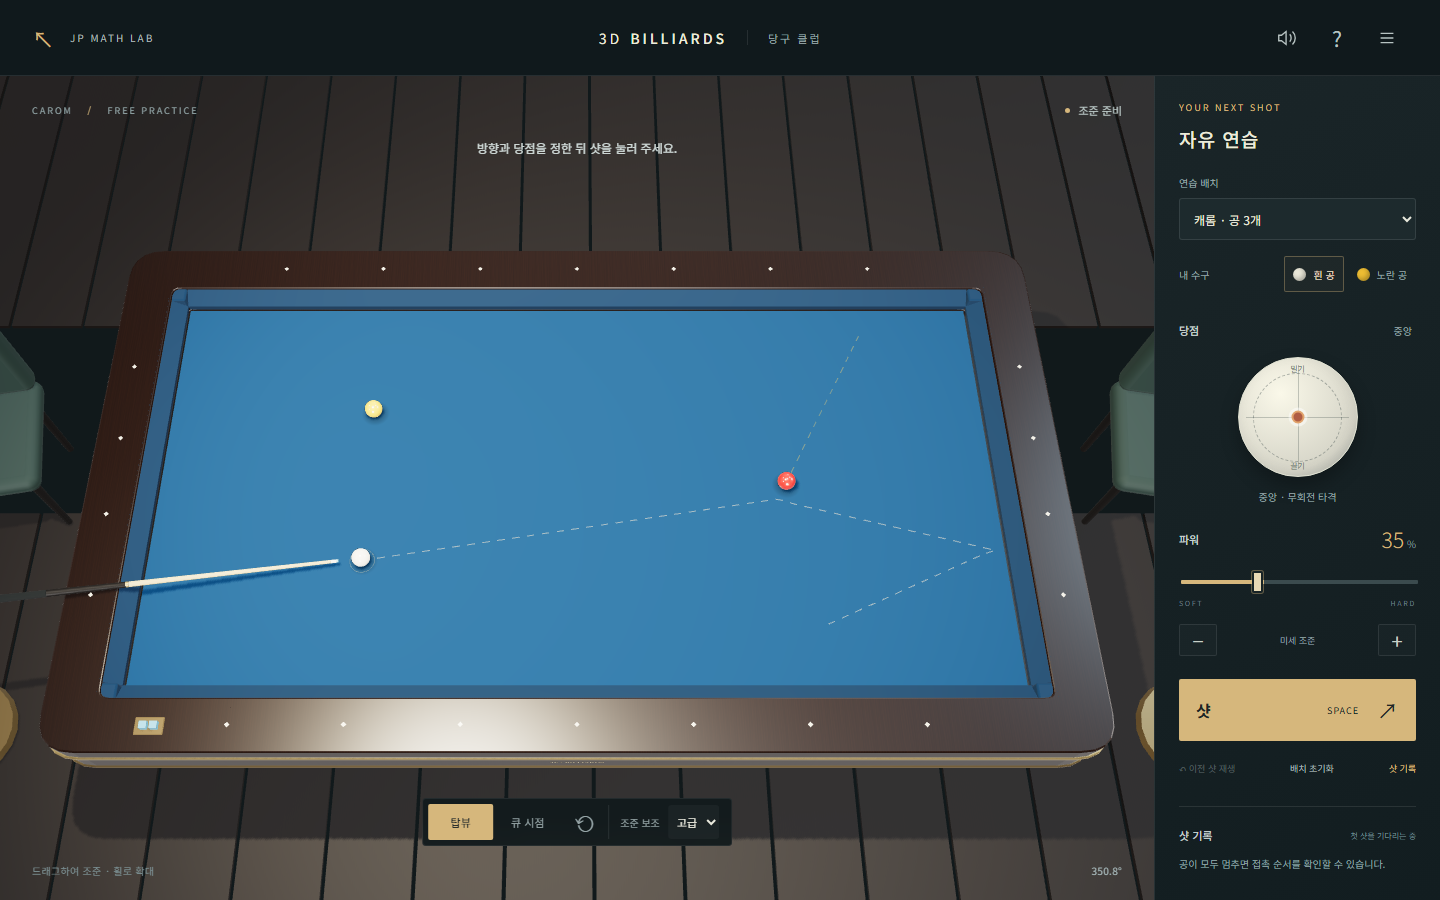 JP MATH LAB
3D BILLIARDS
당구 클럽
?
CAROM / FREE PRACTICE
조준 준비
방향과 당점을 정한 뒤 샷을 눌러 주세요.
YOUR NEXT SHOT
자유 연습
연습 배치
캐롬 · 공 3개
내 수구
흰 공
노란 공
당점
중앙
밀기
끌기
중앙 · 무회전 타격
파워
35 %
SOFT
HARD
−
미세 조준
+
샷
SPACE
↶ 이전 샷 재생
배치 초기화
샷 기록
샷 기록
첫 샷을 기다리는 중
공이 모두 멈추면 접촉 순서를 확인할 수 있습니다.
탑뷰
큐 시점
조준 보조
고급
드래그하여 조준 · 휠로 확대
350.8°